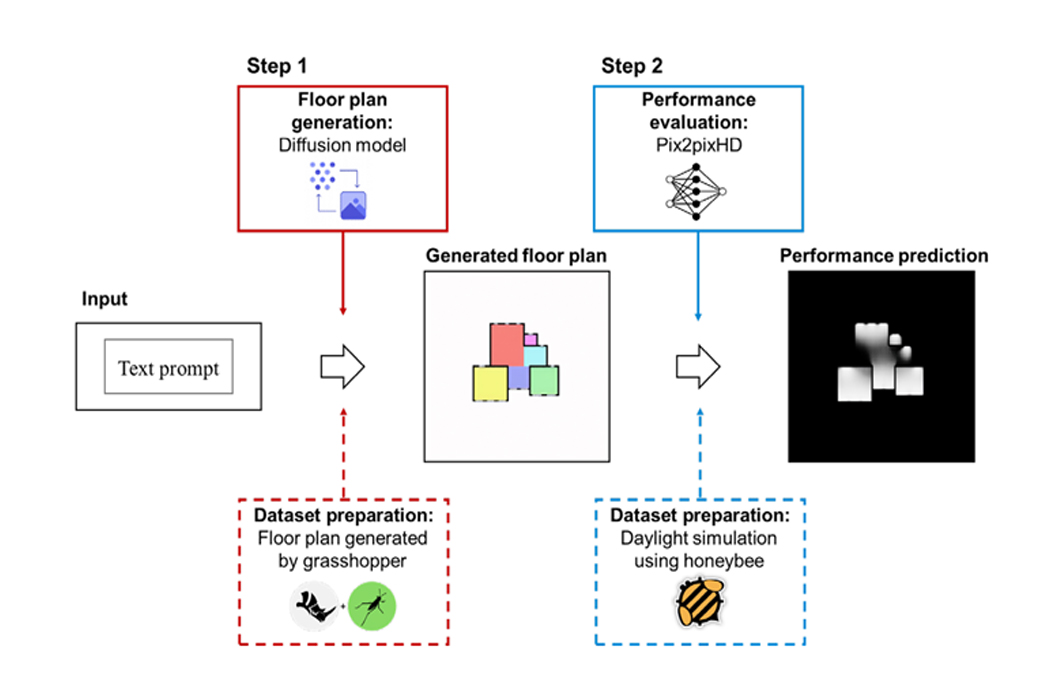 Step 1
Floor plan
generation:
Diffusion model
Step 2
Performance
evaluation:
Pix2pixHD
Input
Text prompt
Generated floor plan
Performance prediction
Dataset preparation:
Floor plan generated
by grasshopper
+
Dataset preparation:
Daylight simulation
using honeybee